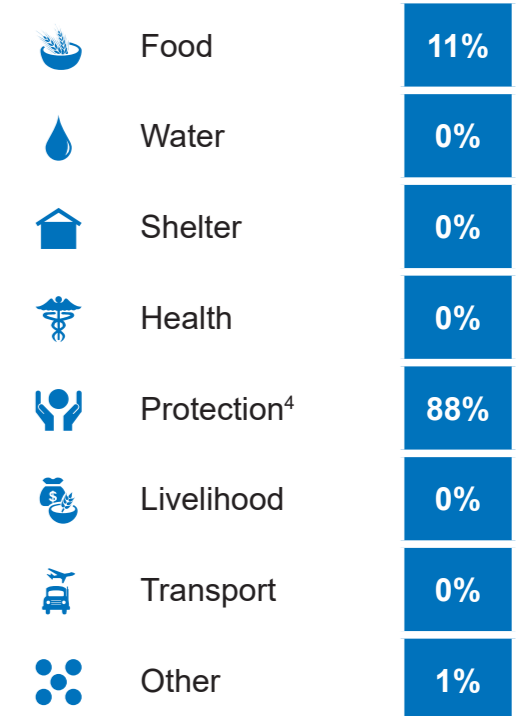 Food 11%
Water 0%
Shelter 0%
Health 0%
Protection⁴ 88%
Livelihood 0%
$
Transport 0%
Other 1%